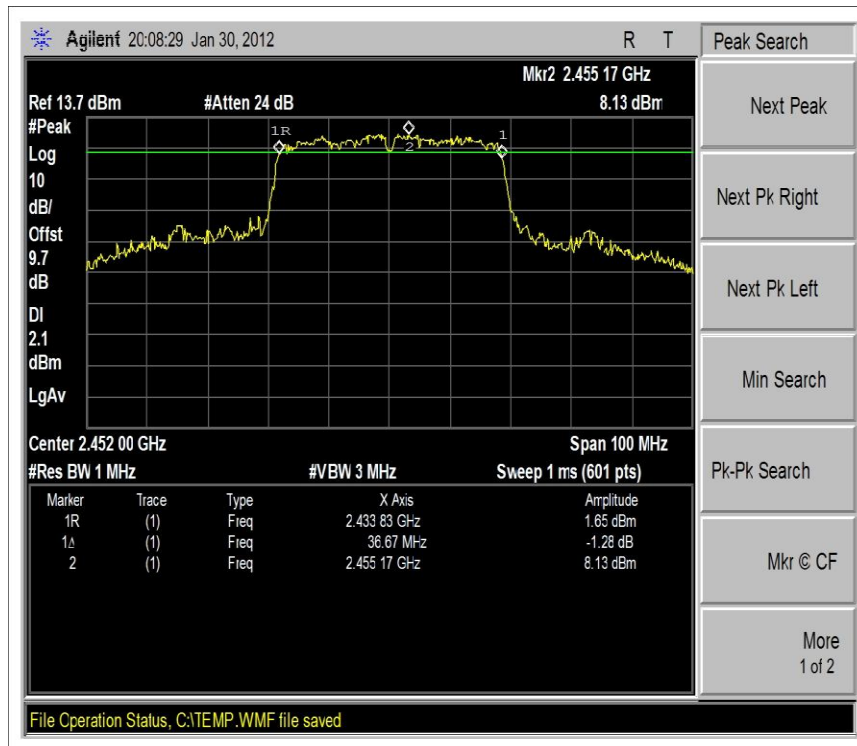 Agilent 20:08:29 Jan 30, 2012 R T
Peak Search
Mkr2 2.455 17 GHz
Ref 13.7 dBm #Atten 24 dB 8.13 dBm
#Peak
Log
10
dB/
Offst
9.7
dB
DI
2.1
dBm
LgAv
1R
2
1
Center 2.452 00 GHz Span 100 MHz
#Res BW 1 MHz #VBW 3 MHz Sweep 1 ms (601 pts)
Marker Trace Type X Axis Amplitude
1R (1) Freq 2.433 83 GHz 1.65 dBm
1Δ (1) Freq 36.67 MHz -1.28 dB
2 (1) Freq 2.455 17 GHz 8.13 dBm
Next Peak
Next Pk Right
Next Pk Left
Min Search
Pk-Pk Search
Mkr © CF
More
1 of 2
File Operation Status, C:\TEMP.WMF file saved